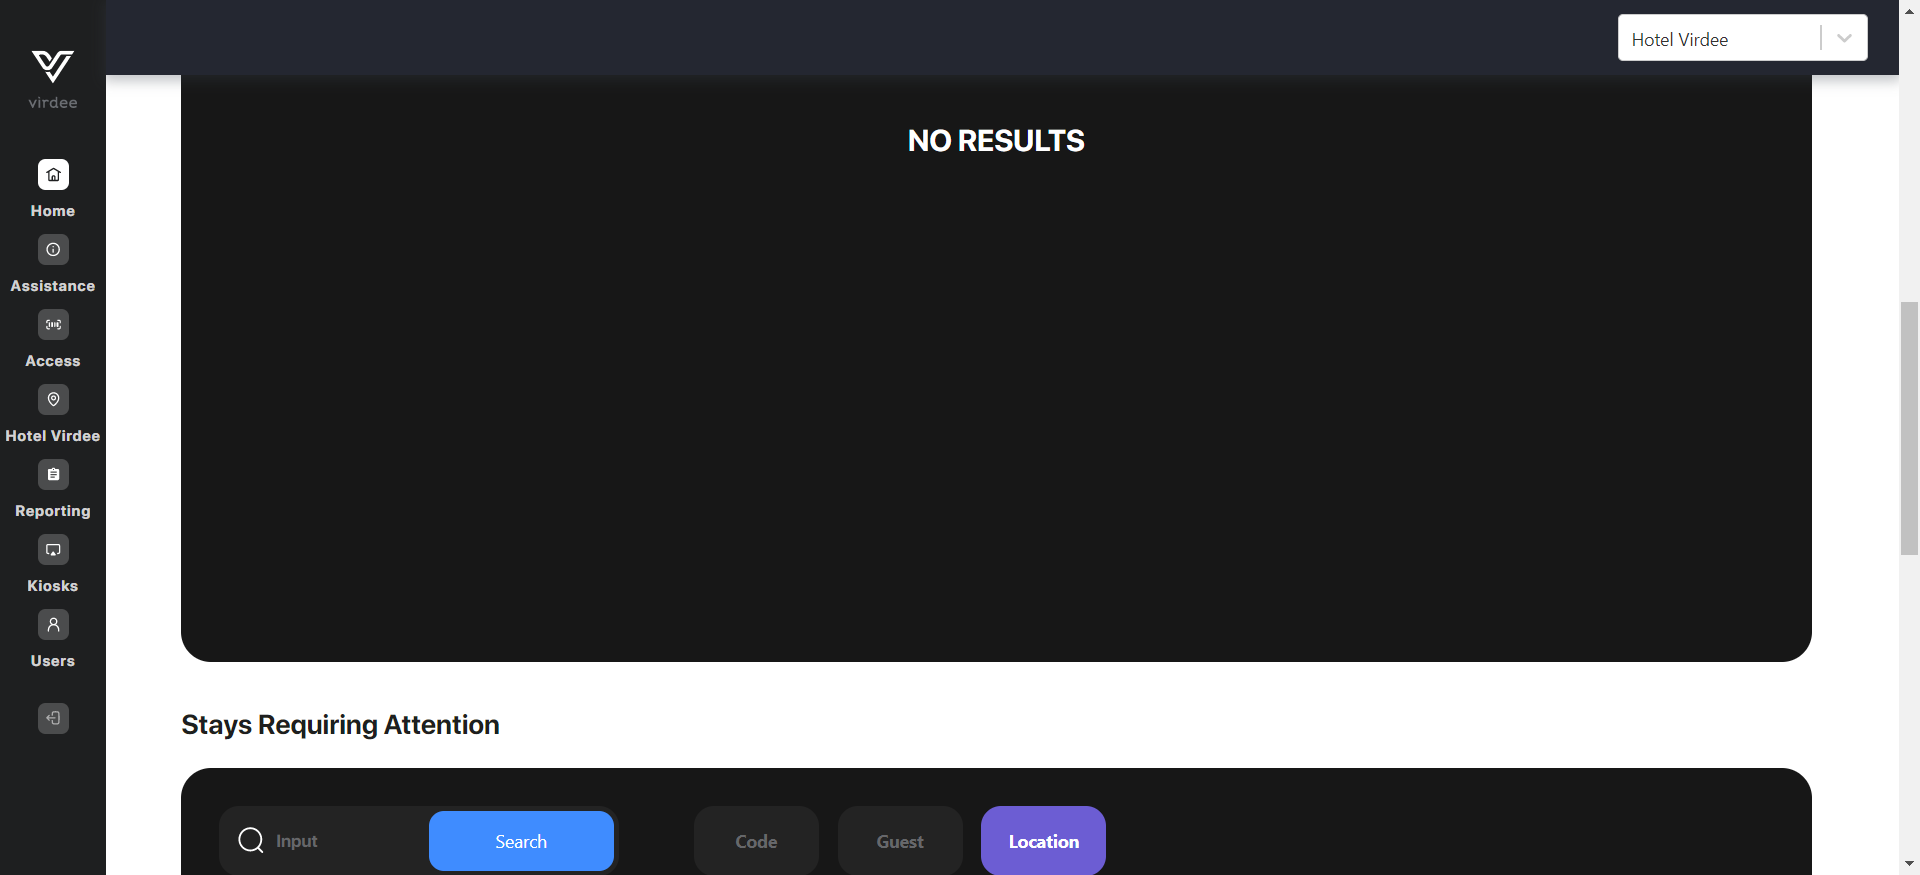 virdee
Home
Assistance
Access
Hotel Virdee
Reporting
Kiosks
Users
Hotel Virdee
NO RESULTS
Stays Requiring Attention
Input
Search
Code
Guest
Location